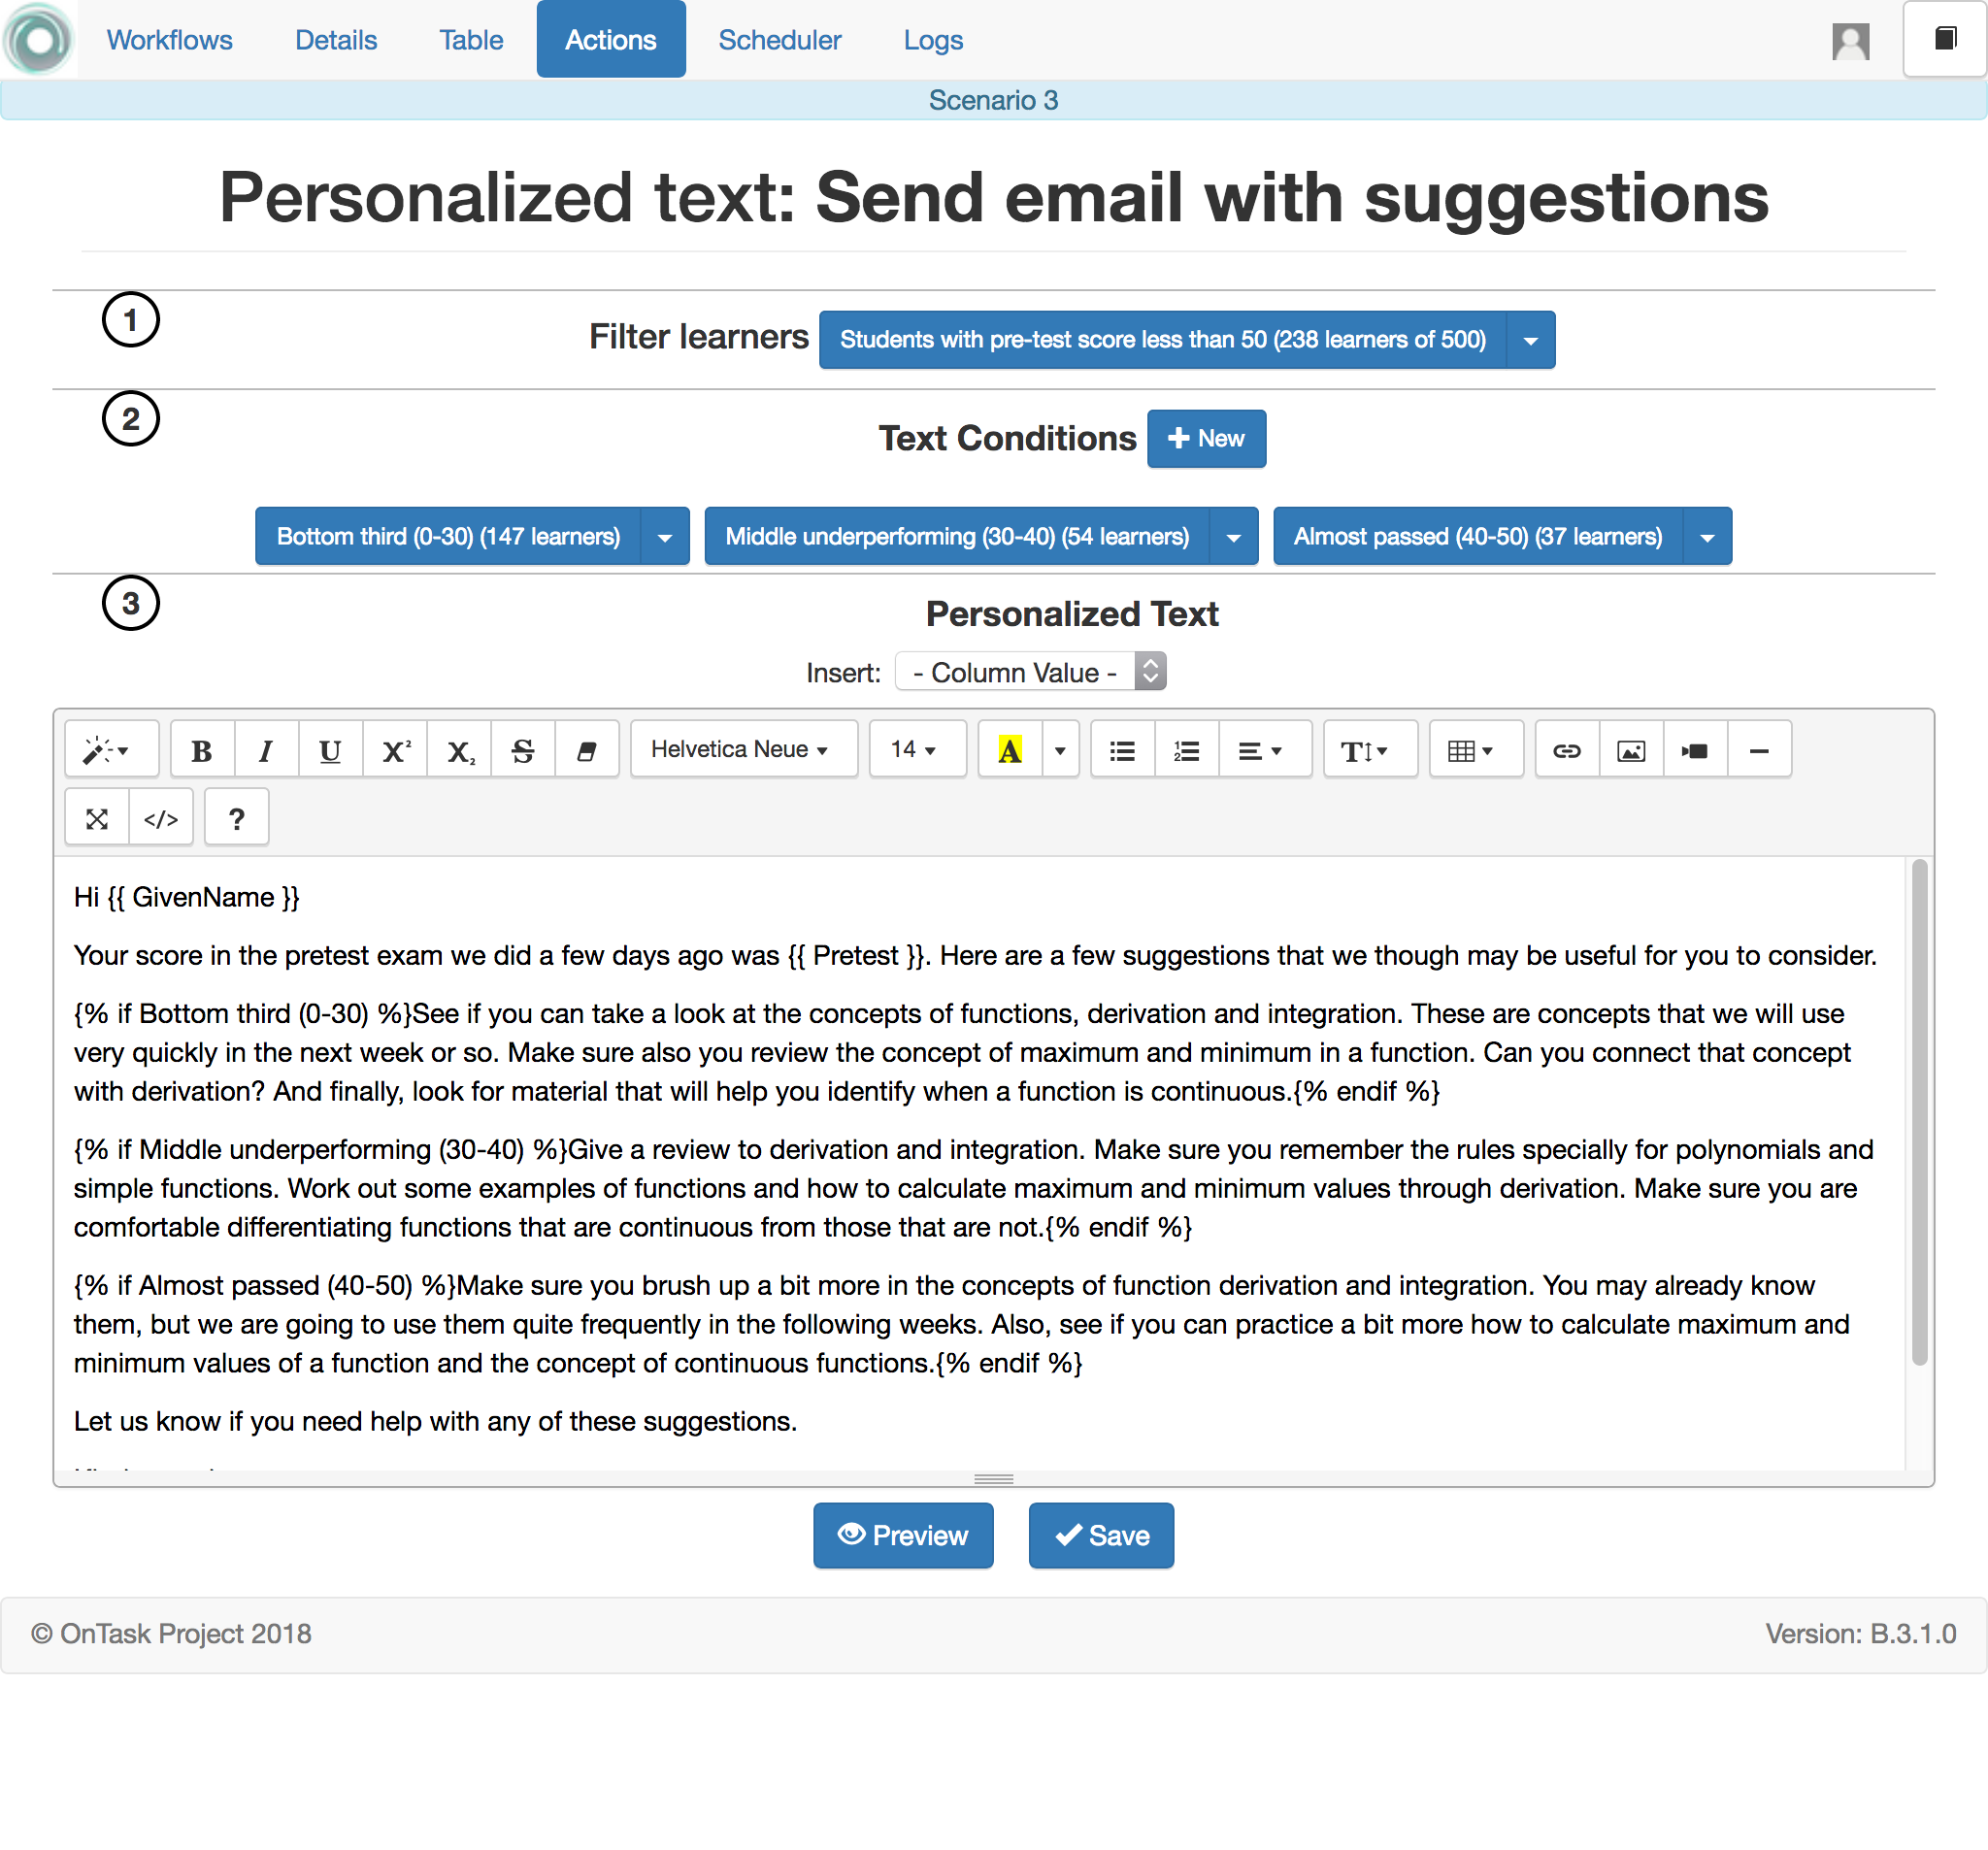 Workflows Details Table Actions Scheduler Logs
Scenario 3
Personalized text: Send email with suggestions
1
Filter learners Students with pre-test score less than 50 (238 learners of 500)
2
Text Conditions New
Bottom third (0-30) (147 learners) Middle underperforming (30-40) (54 learners) Almost passed (40-50) (37 learners)
3
Personalized Text
Insert: - Column Value -
B I U X² X₂ S Helvetica Neue 14 A T
</> ?
Hi {{ GivenName }}
Your score in the pretest exam we did a few days ago was {{ Pretest }}. Here are a few suggestions that we though may be useful for you to consider.
{% if Bottom third (0-30) %}See if you can take a look at the concepts of functions, derivation and integration. These are concepts that we will use
very quickly in the next week or so. Make sure also you review the concept of maximum and minimum in a function. Can you connect that concept
with derivation? And finally, look for material that will help you identify when a function is continuous.{% endif %}
{% if Middle underperforming (30-40) %}Give a review to derivation and integration. Make sure you remember the rules specially for polynomials and
simple functions. Work out some examples of functions and how to calculate maximum and minimum values through derivation. Make sure you are
comfortable differentiating functions that are continuous from those that are not.{% endif %}
{% if Almost passed (40-50) %}Make sure you brush up a bit more in the concepts of function derivation and integration. You may already know
them, but we are going to use them quite frequently in the following weeks. Also, see if you can practice a bit more how to calculate maximum and
minimum values of a function and the concept of continuous functions.{% endif %}
Let us know if you need help with any of these suggestions.
Preview Save
© OnTask Project 2018 Version: B.3.1.0